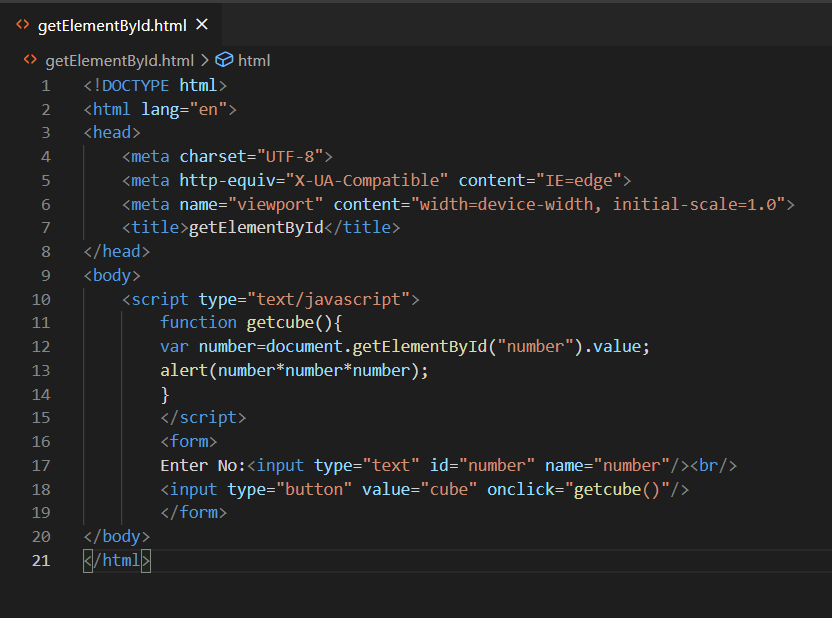 getElementById.html ×
getElementById.html > html
1 <!DOCTYPE html>
2 <html lang="en">
3 <head>
4 <meta charset="UTF-8">
5 <meta http-equiv="X-UA-Compatible" content="IE=edge">
6 <meta name="viewport" content="width=device-width, initial-scale=1.0">
7 <title>getElementById</title>
8 </head>
9 <body>
10 <script type="text/javascript">
11 function getcube(){
12 var number=document.getElementById("number").value;
13 alert(number*number*number);
14 }
15 </script>
16 <form>
17 Enter No:<input type="text" id="number" name="number"/><br/>
18 <input type="button" value="cube" onclick="getcube()"/>
19 </form>
20 </body>
21 </html>